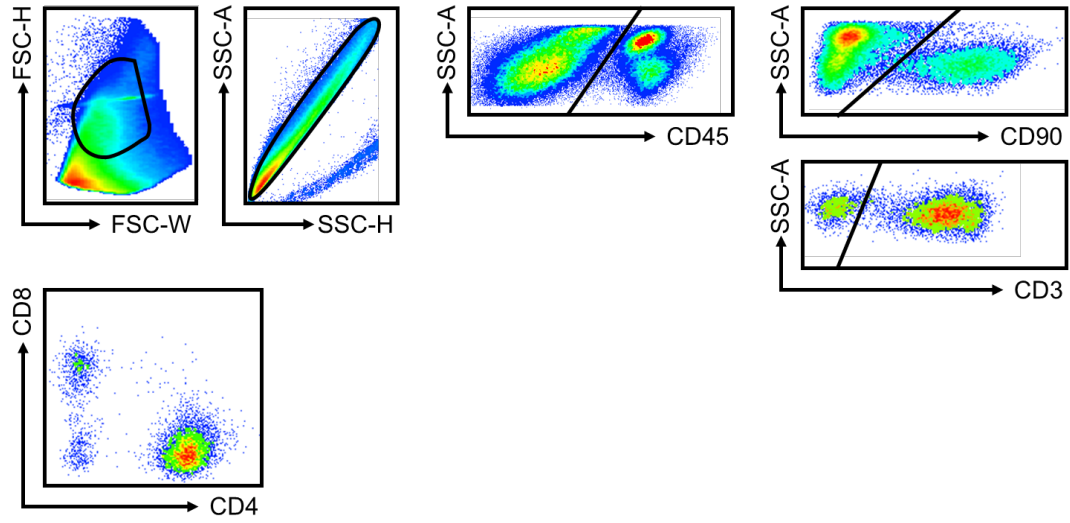 FSC-H
FSC-W
SSC-A
SSC-H
SSC-A
CD45
SSC-A
CD90
SSC-A
CD3
CD8
CD4